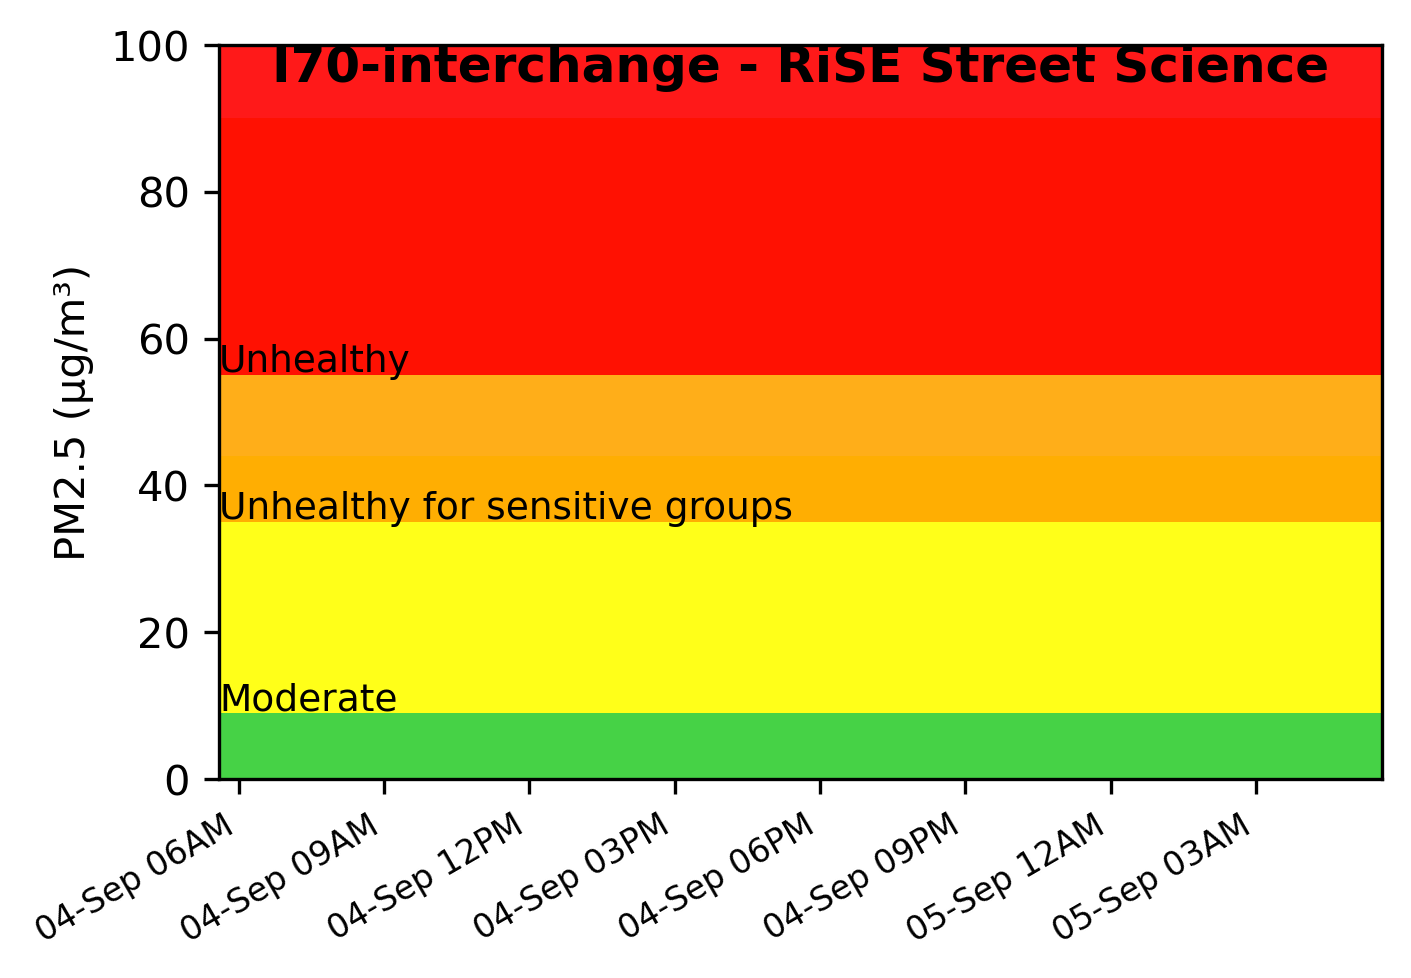 I70-interchange - RiSE Street Science
PM2.5 (µg/m³)
100
80
60
40
20
0
Unhealthy
Unhealthy for sensitive groups
Moderate
04-Sep 06AM
04-Sep 09AM
04-Sep 12PM
04-Sep 03PM
04-Sep 06PM
04-Sep 09PM
05-Sep 12AM
05-Sep 03AM